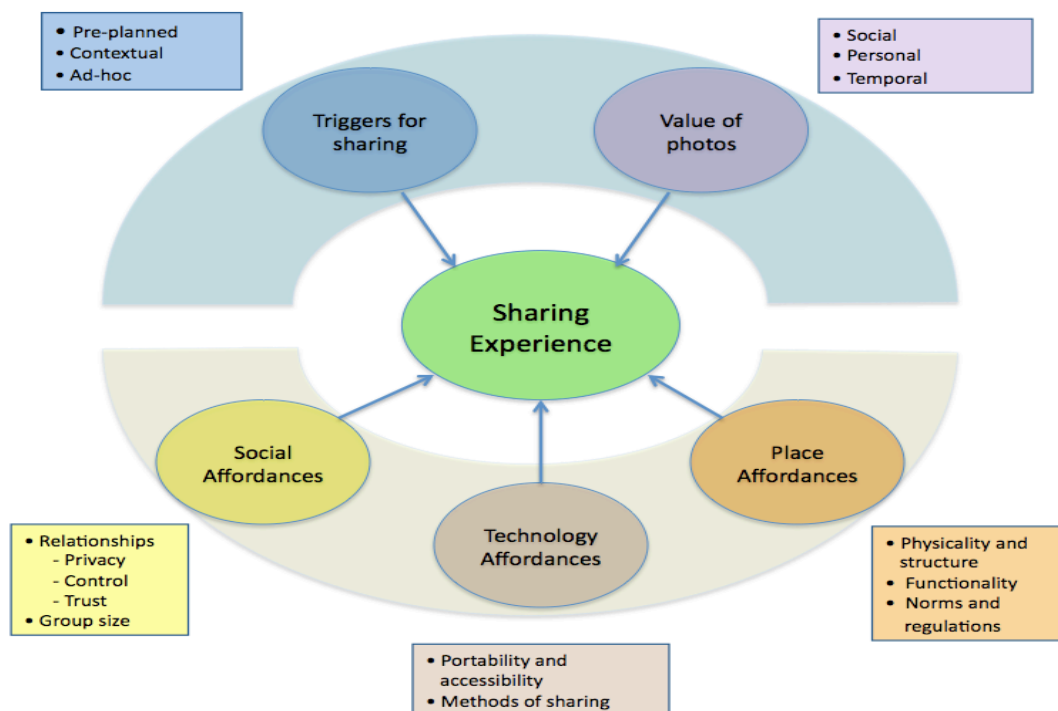 • Pre-planned
• Contextual
• Ad-hoc
• Social
• Personal
• Temporal
Triggers for
sharing
Value of
photos
Sharing
Experience
Social
Affordances
Technology
Affordances
Place
Affordances
• Relationships
- Privacy
- Control
- Trust
• Group size
• Portability and
accessibility
• Methods of sharing
• Physicality and
structure
• Functionality
• Norms and
regulations